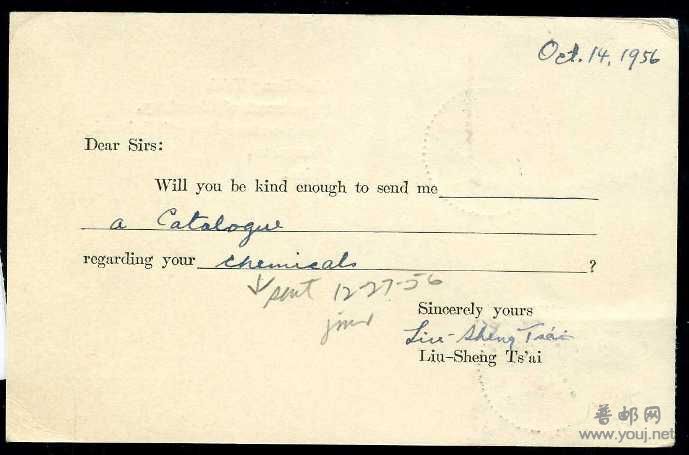 Oct. 14, 1956
Dear Sirs:
Will you be kind enough to send me
a Catalogue
regarding your chemicals ?
sent 12-27-56
Sincerely yours
Liu-Sheng Ts'ai
Liu-Sheng Ts'ai
普邮网
www.youj.net